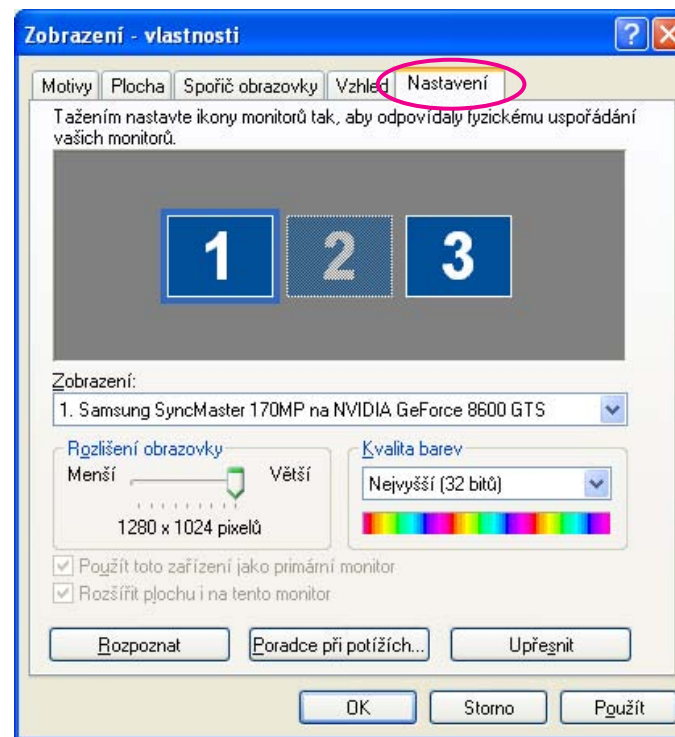 Zobrazení - vlastnosti
Motivy Plocha Spořič obrazovky Vzhled Nastavení
Tažením nastavte ikony monitorů tak, aby odpovídaly fyzickému uspořádání
vašich monitorů.
1 2 3
Zobrazení:
1. Samsung SyncMaster 170MP na NVIDIA GeForce 8600 GTS
Rozlišení obrazovky
Menší Větší
1280 x 1024 pixelů
Kvalita barev
Nejvyšší (32 bitů)
Použít toto zařízení jako primární monitor
Rozšířit plochu i na tento monitor
Rozpoznat Poradce při potížích... Upřesnit
OK Storno Použít